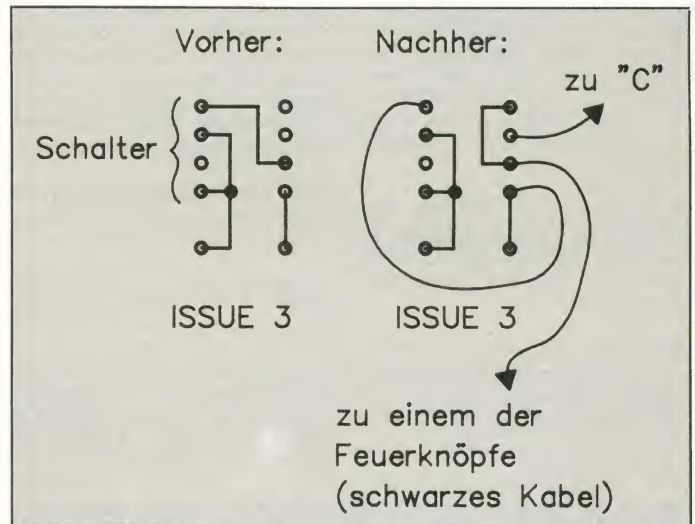 Vorher:
Nachher:
zu "C"
Schalter
ISSUE 3
ISSUE 3
zu einem der
Feuerknöpfe
(schwarzes Kabel)